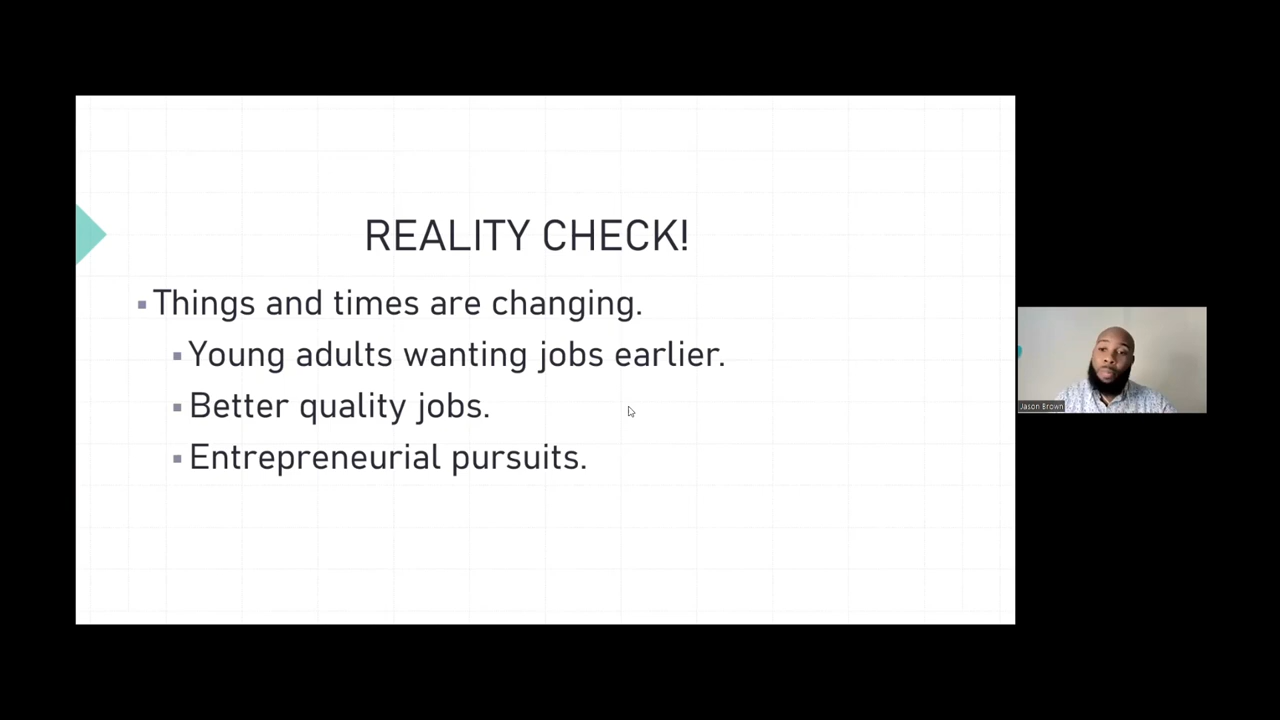 REALITY CHECK!
Things and times are changing.
Young adults wanting jobs earlier.
Better quality jobs.
Entrepreneurial pursuits.
Jason Brown